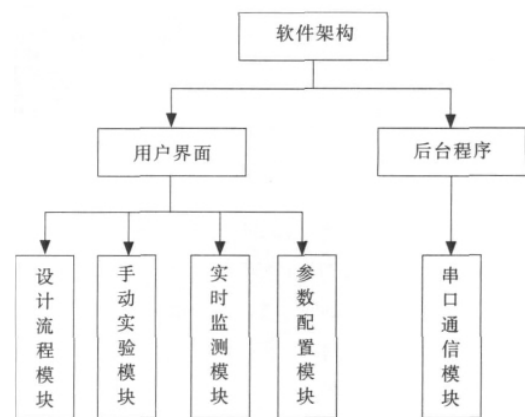 软件架构
用户界面
后台程序
设计流程模块
手动实验模块
实时监测模块
参数配置模块
串口通信模块